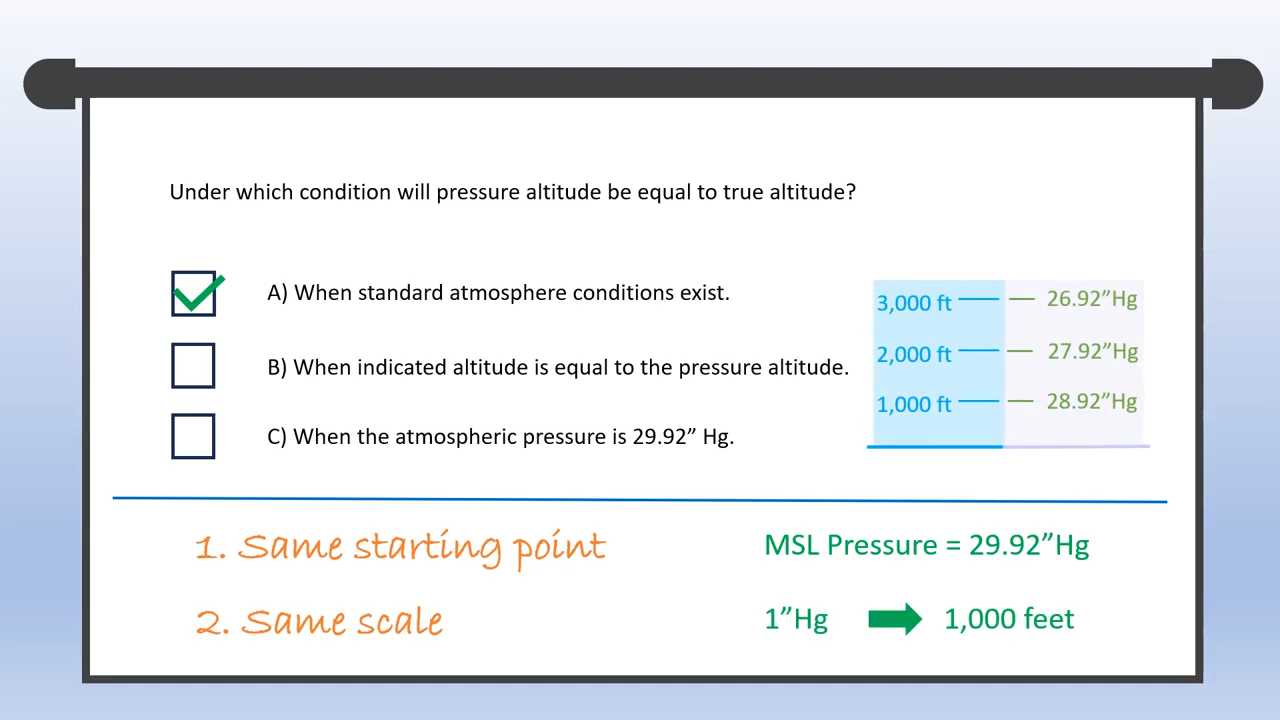 Under which condition will pressure altitude be equal to true altitude?
A) When standard atmosphere conditions exist.
B) When indicated altitude is equal to the pressure altitude.
C) When the atmospheric pressure is 29.92” Hg.
3,000 ft 26.92”Hg
2,000 ft 27.92”Hg
1,000 ft 28.92”Hg
1. Same starting point
MSL Pressure = 29.92”Hg
2. Same scale
1”Hg 1,000 feet